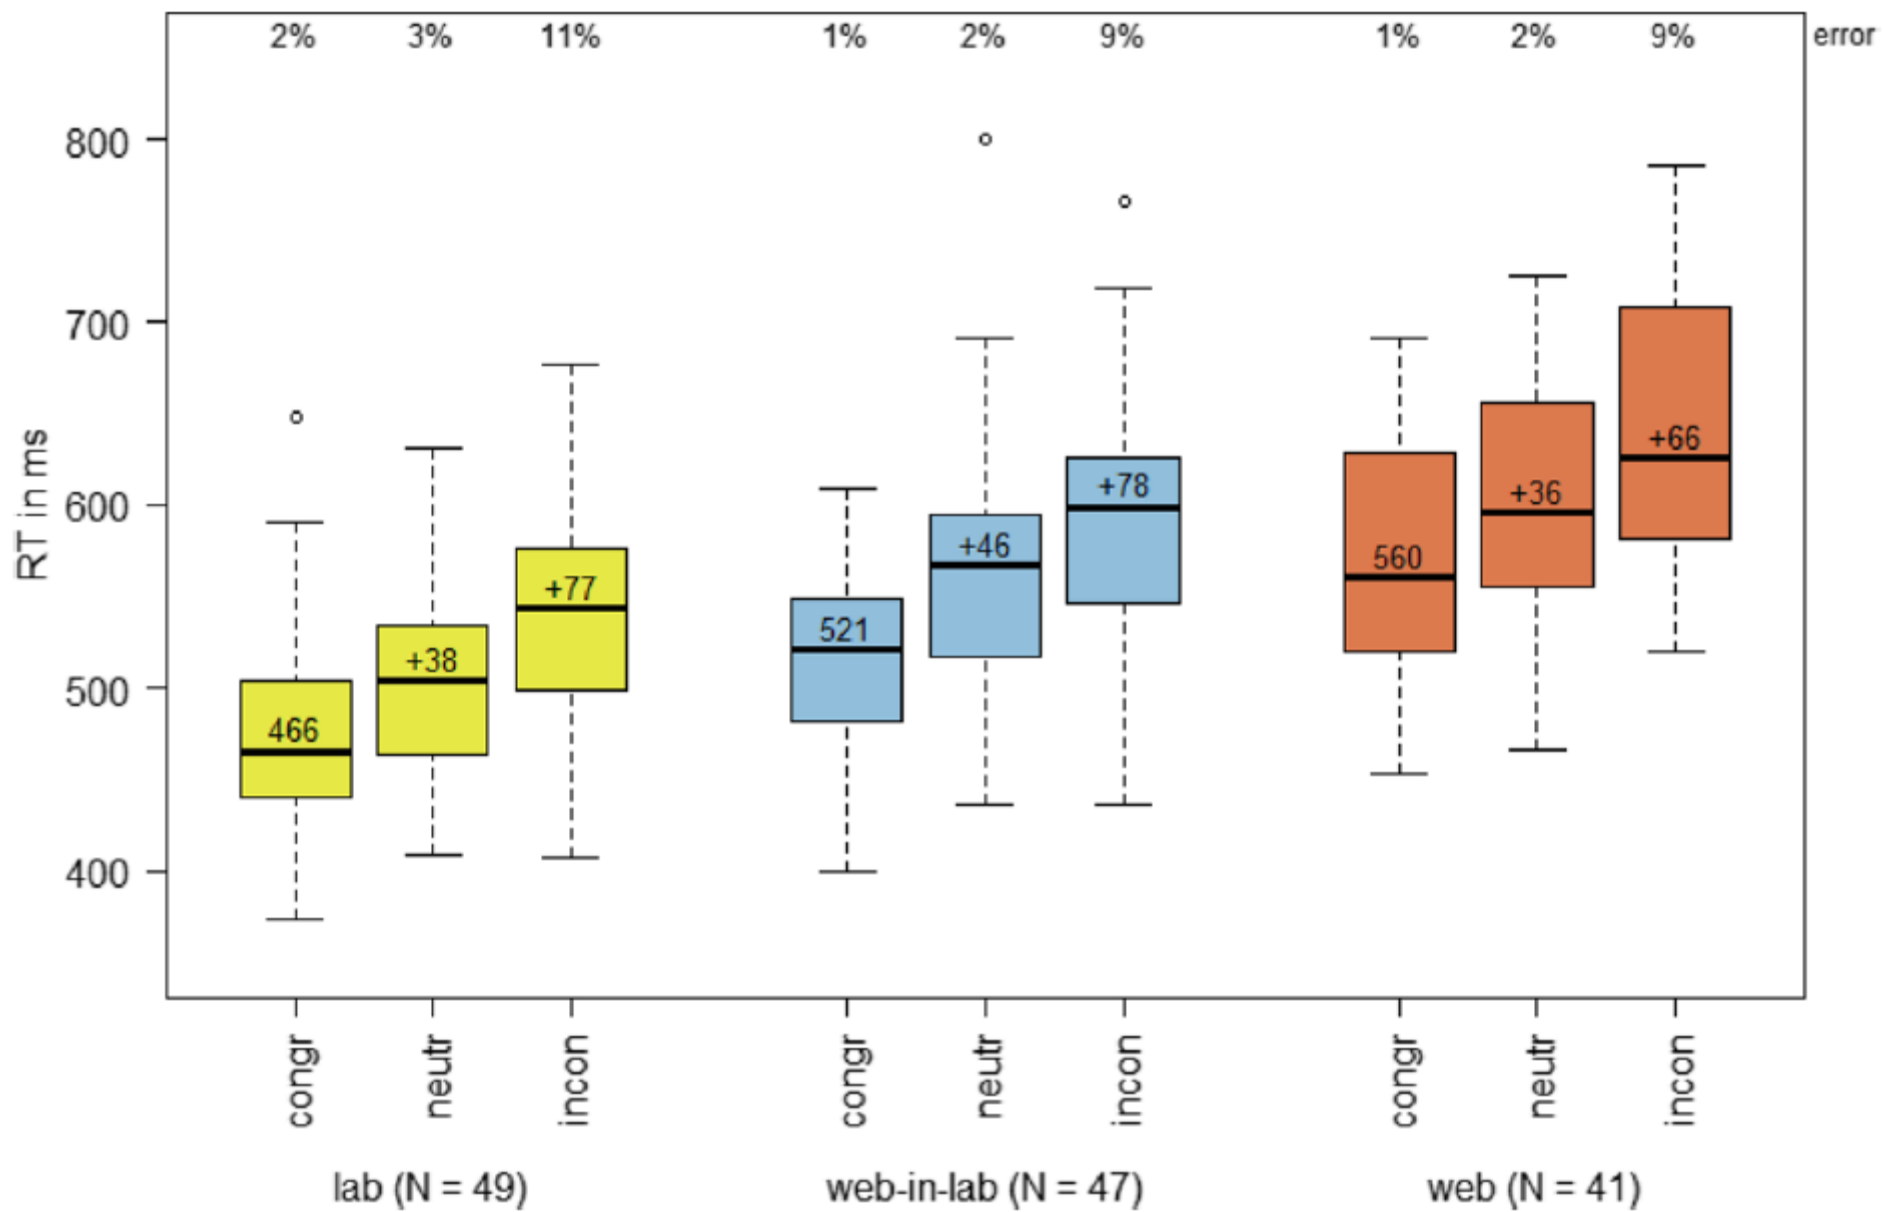 2% 3% 11% 1% 2% 9% 1% 2% 9% error
800
700
600
500
400
RT in ms
466 +38 +77
521 +46 +78
560 +36 +66
congr neutr incon congr neutr incon congr neutr incon
lab (N = 49) web-in-lab (N = 47) web (N = 41)